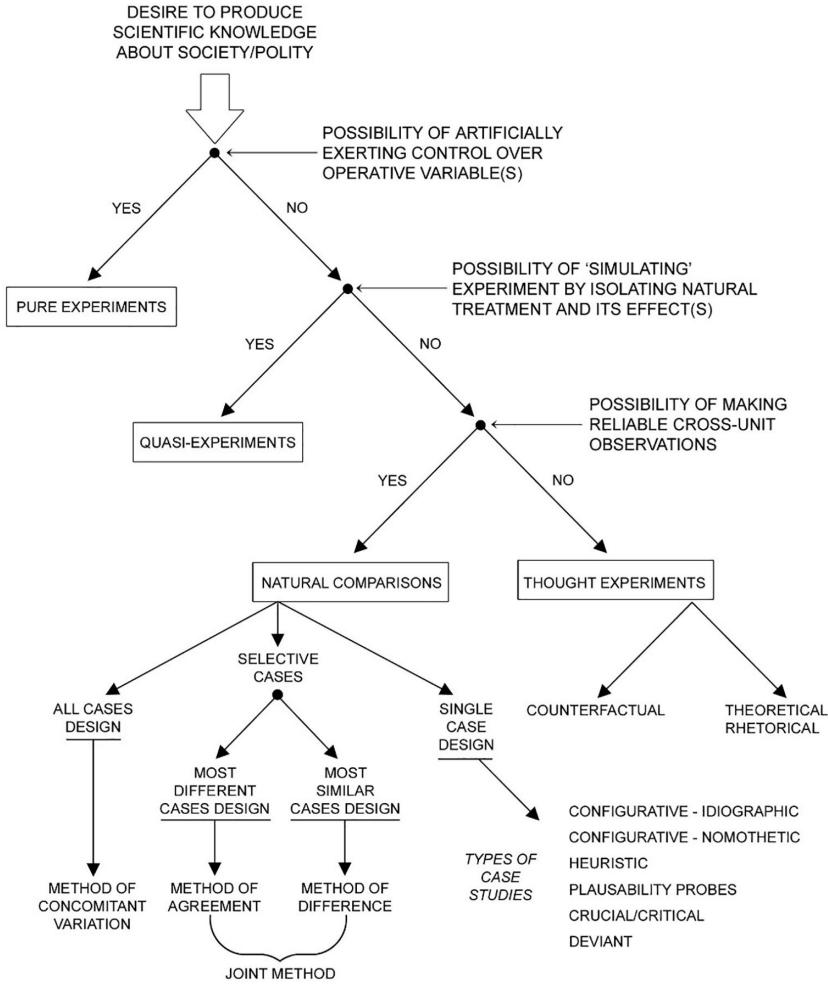 DESIRE TO PRODUCE
SCIENTIFIC KNOWLEDGE
ABOUT SOCIETY/POLITY
POSSIBILITY OF ARTIFICIALLY
EXERTING CONTROL OVER
OPERATIVE VARIABLE(S)
YES
NO
PURE EXPERIMENTS
POSSIBILITY OF ‘SIMULATING’
EXPERIMENT BY ISOLATING NATURAL
TREATMENT AND ITS EFFECT(S)
YES
NO
QUASI-EXPERIMENTS
POSSIBILITY OF MAKING
RELIABLE CROSS-UNIT
OBSERVATIONS
YES
NO
NATURAL COMPARISONS
THOUGHT EXPERIMENTS
ALL CASES
DESIGN
SELECTIVE
CASES
SINGLE
CASE
DESIGN
COUNTERFACTUAL
THEORETICAL
RHETORICAL
MOST
DIFFERENT
CASES DESIGN
MOST
SIMILAR
CASES DESIGN
METHOD OF
CONCOMITANT
VARIATION
METHOD OF
AGREEMENT
METHOD OF
DIFFERENCE
JOINT METHOD
TYPES OF
CASE
STUDIES
CONFIGURATIVE - IDIOGRAPHIC
CONFIGURATIVE - NOMOTHETIC
HEURISTIC
PLAUSABILITY PROBES
CRUCIAL/CRITICAL
DEVIANT